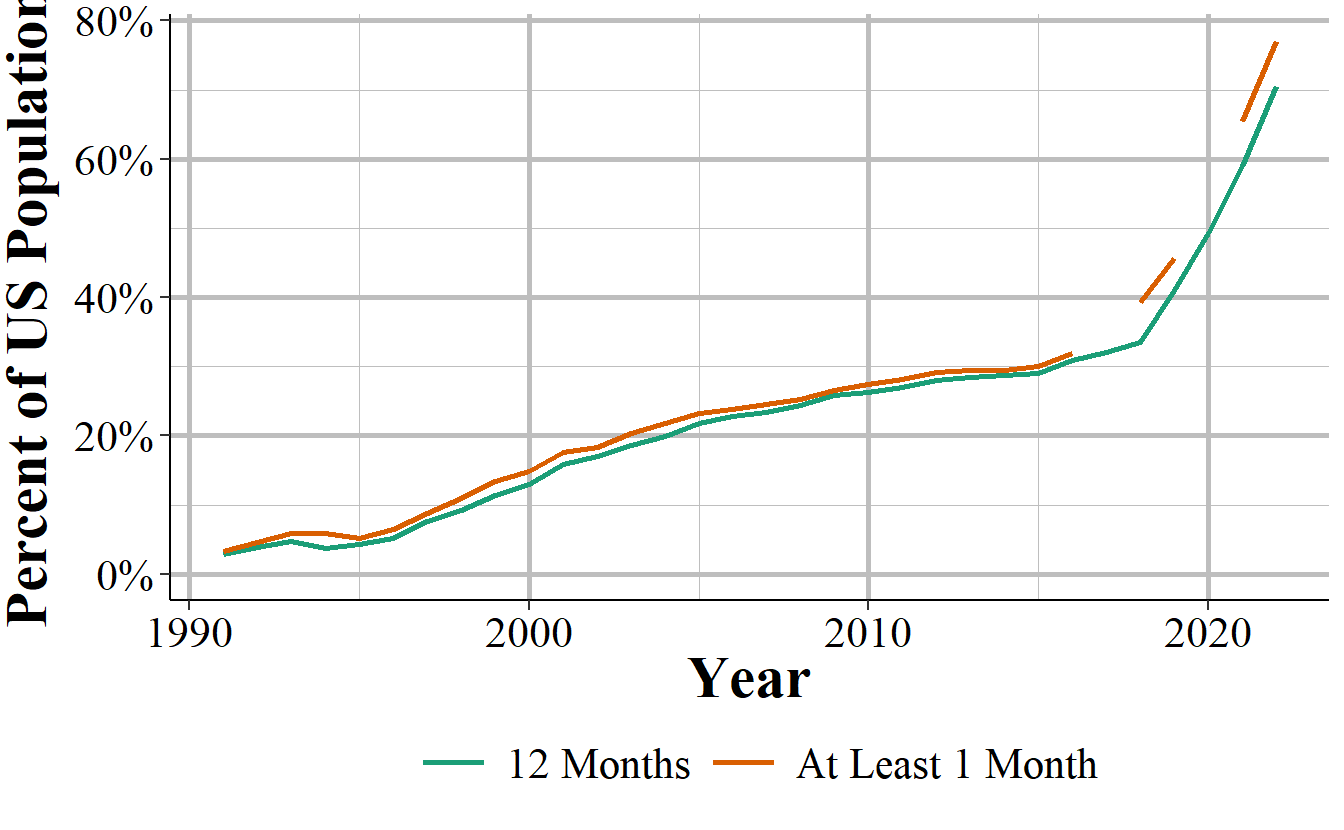 Percent of US Population
80%
60%
40%
20%
0%
1990 2000 2010 2020
Year
12 Months At Least 1 Month